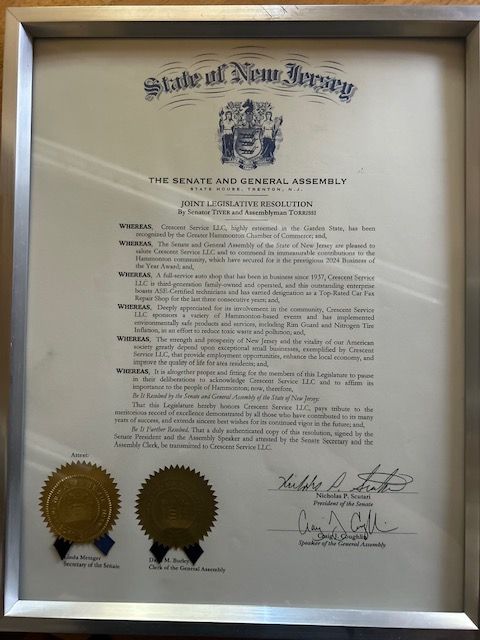 State of New Jersey
THE SENATE AND GENERAL ASSEMBLY
STATE HOUSE, TRENTON, N.J.
JOINT LEGISLATIVE RESOLUTION
By Senator TIVER and Assemblyman TORRISSI
WHEREAS, Crescent Service LLC, highly esteemed in the Garden State, has been
recognized by the Greater Hammonton Chamber of Commerce; and,
WHEREAS, The Senate and General Assembly of the State of New Jersey are pleased to
salute Crescent Service LLC and to commend its immeasurable contributions to the
Hammonton community, which have secured for it the prestigious 2024 Business of
the Year Award; and,
WHEREAS, A full-service auto shop that has been in business since 1937, Crescent Service
LLC is third-generation family-owned and operated, and this outstanding enterprise
boasts ASE Certified technicians and has earned designation as a Top-Rated Car Fax
Repair Shop for the last three consecutive years; and,
WHEREAS, Deeply appreciated for its involvement in the community, Crescent Service
LLC sponsors a variety of Hammonton-based events and has implemented
environmentally safe products and services, including Rim Guard and Nitrogen Tire
Inflation, in an effort to reduce toxic waste and pollution; and,
WHEREAS, The strength and prosperity of New Jersey and the vitality of our American
society greatly depend upon exceptional small businesses, exemplified by Crescent
Service LLC, that provide employment opportunities, enhance the local economy, and
improve the quality of life for area residents; and,
WHEREAS, It is altogether proper and fitting for the members of this Legislature to pause
in their deliberations to acknowledge Crescent Service LLC and to affirm its
importance to the people of Hammonton; now, therefore,
Be It Resolved by the Senate and General Assembly of the State of New Jersey:
That this Legislature hereby honors Crescent Service LLC, pays tribute to the
meritorious record of excellence demonstrated by all those who have contributed to its many
years of success, and extends sincere best wishes for its continued vigor in the future; and,
Be It Further Resolved, That a duly authenticated copy of this resolution, signed by the
Senate President and the Assembly Speaker and attested by the Senate Secretary and the
Assembly Clerk, be transmitted to Crescent Service LLC.
Attest:
Nicholas P. Scutari
President of the Senate
Craig J. Coughlin
Speaker of the General Assembly
Metzger
Secretary of the Senate
M. Burley
Clerk of the General Assembly